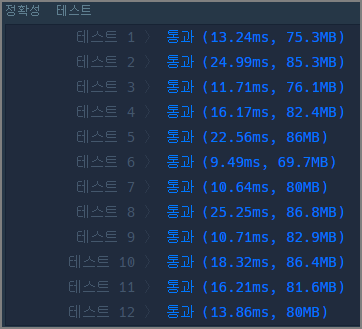 정확성 테스트
테스트 1 〉 통과 (13.24ms, 75.3MB)
테스트 2 〉 통과 (24.99ms, 85.3MB)
테스트 3 〉 통과 (11.71ms, 76.1MB)
테스트 4 〉 통과 (16.17ms, 82.4MB)
테스트 5 〉 통과 (22.56ms, 86MB)
테스트 6 〉 통과 (9.49ms, 69.7MB)
테스트 7 〉 통과 (10.64ms, 80MB)
테스트 8 〉 통과 (25.25ms, 86.8MB)
테스트 9 〉 통과 (10.71ms, 82.9MB)
테스트 10 〉 통과 (18.32ms, 86.4MB)
테스트 11 〉 통과 (16.21ms, 81.6MB)
테스트 12 〉 통과 (13.86ms, 80MB)